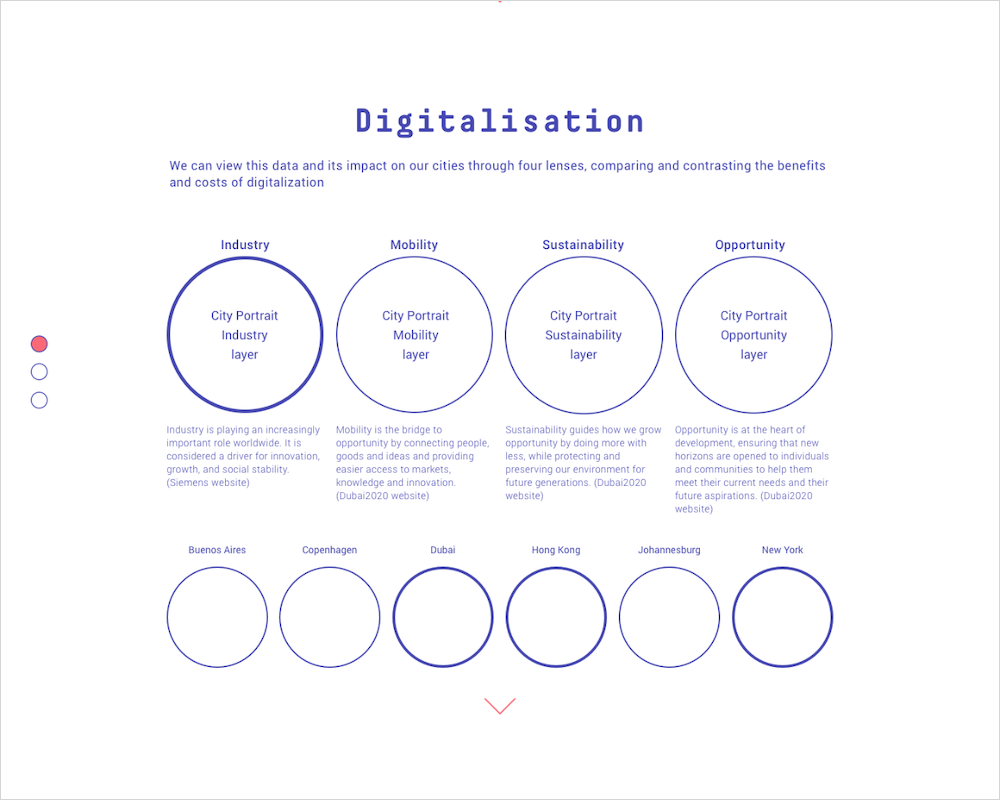 Digitalisation
We can view this data and its impact on our cities through four lenses, comparing and contrasting the benefits
and costs of digitalization
Industry
City Portrait
Industry
layer
Industry is playing an increasingly
important role worldwide. It is
considered a driver for innovation,
growth, and social stability.
(Siemens website)
Mobility
City Portrait
Mobility
layer
Mobility is the bridge to
opportunity by connecting people,
goods and ideas and providing
easier access to markets,
knowledge and innovation.
(Dubai2020 website)
Sustainability
City Portrait
Sustainability
layer
Sustainability guides how we grow
opportunity by doing more with
less, while protecting and
preserving our environment for
future generations. (Dubai2020
website)
Opportunity
City Portrait
Opportunity
layer
Opportunity is at the heart of
development, ensuring that new
horizons are opened to individuals
and communities to help them
meet their current needs and their
future aspirations. (Dubai2020
website)
Buenos Aires
Copenhagen
Dubai
Hong Kong
Johannesburg
New York